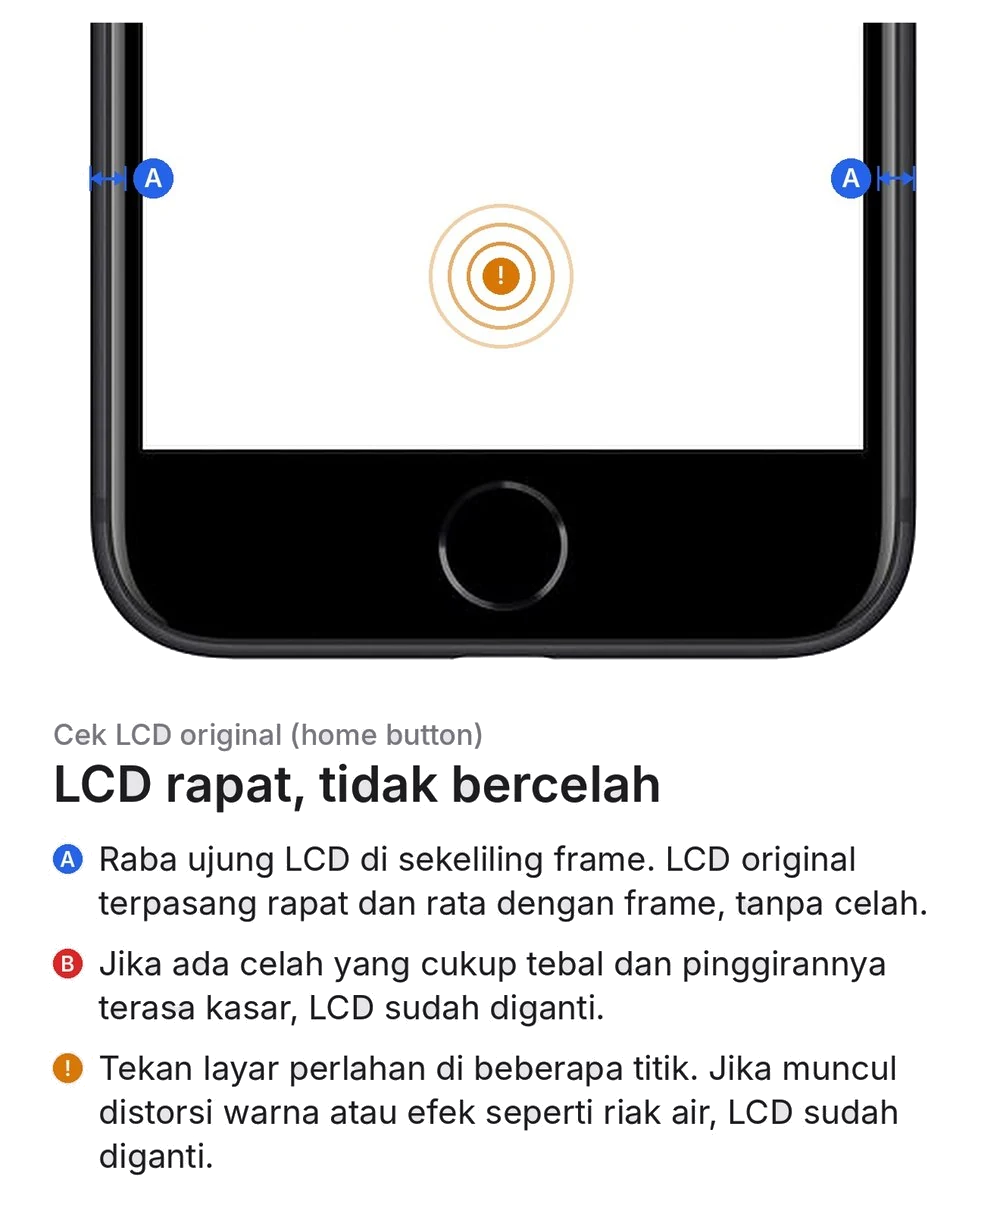 A
A
!
Cek LCD original (home button)
LCD rapat, tidak bercelah
A Raba ujung LCD di sekeliling frame. LCD original
terpasang rapat dan rata dengan frame, tanpa celah.
B Jika ada celah yang cukup tebal dan pinggirannya
terasa kasar, LCD sudah diganti.
! Tekan layar perlahan di beberapa titik. Jika muncul
distorsi warna atau efek seperti riak air, LCD sudah
diganti.